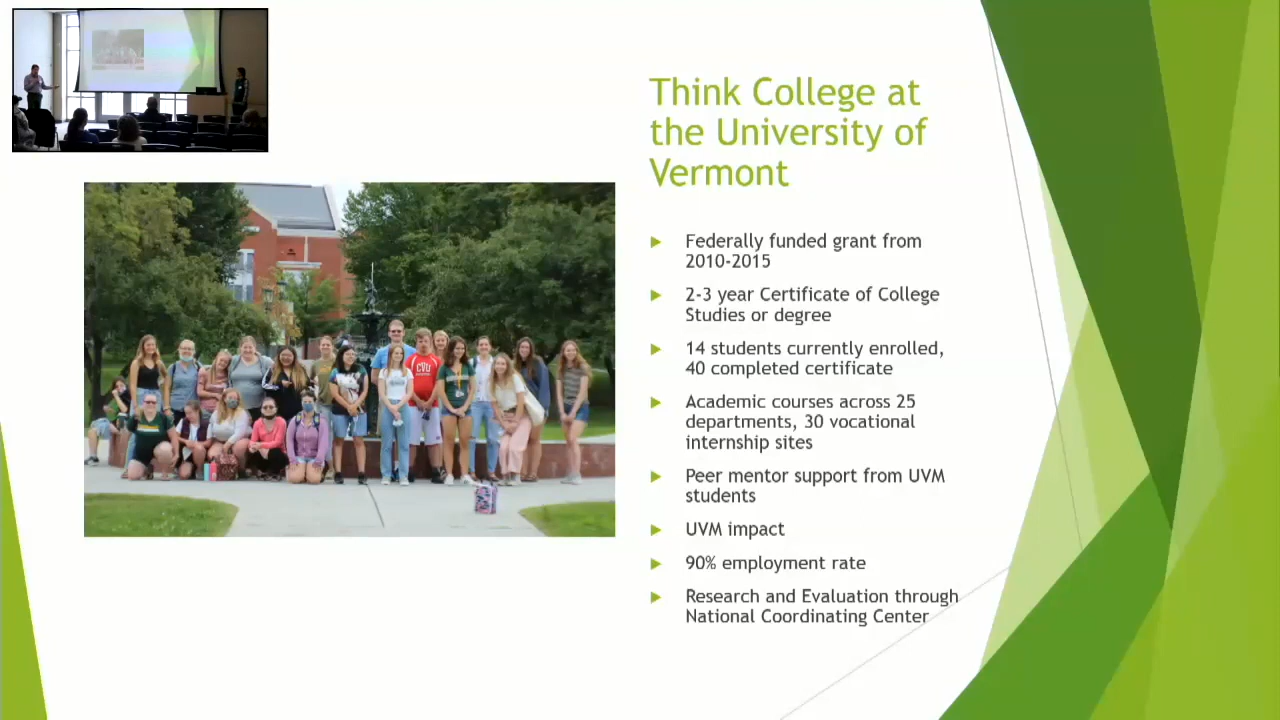 Think College at
the University of
Vermont
Federally funded grant from
2010-2015
2-3 year Certificate of College
Studies or degree
14 students currently enrolled,
40 completed certificate
Academic courses across 25
departments, 30 vocational
internship sites
Peer mentor support from UVM
students
UVM impact
90% employment rate
Research and Evaluation through
National Coordinating Center
CVU